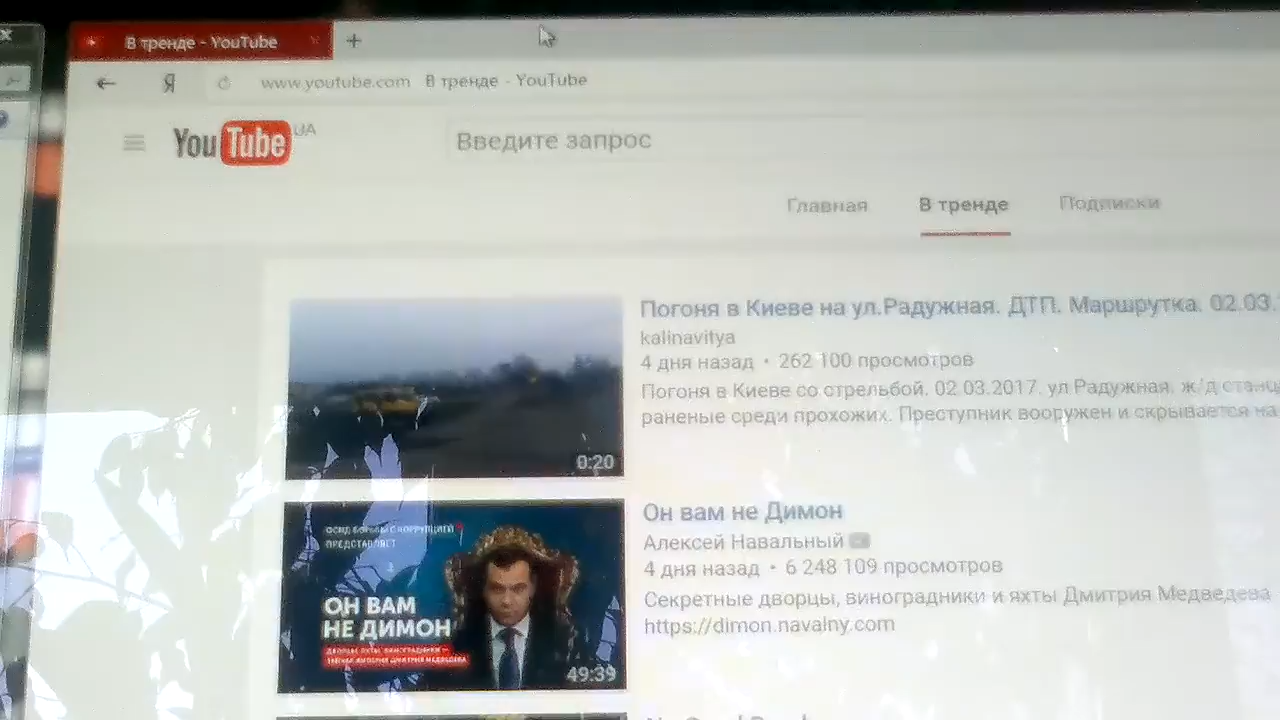 В тренде - YouTube
www.youtube.com В тренде - YouTube
YouTube UA
Введите запрос
Главная В тренде Подписки
Погоня в Киеве на ул.Радужная. ДТП. Маршрутка. 02.03.
kalinavitya
4 дня назад • 262 100 просмотров
Погоня в Киеве со стрельбой. 02.03.2017. ул Радужная. ж/д станц
раненые среди прохожих. Преступник вооружен и скрывается на
0:20
Он вам не Димон
Алексей Навальный
4 дня назад • 6 248 109 просмотров
Секретные дворцы, виноградники и яхты Дмитрия Медведева
https://dimon.navalny.com
ФОНД БОРЬБЫ С КОРРУПЦИЕЙ
ПРЕДСТАВЛЯЕТ
ОН ВАМ
НЕ ДИМОН
49:39